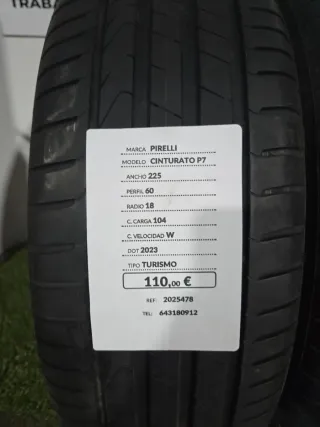 TRABA
MARCA PIRELLI
MODELO CINTURATO P7
ANCHO 225
PERFIL 60
RADIO 18
C. CARGA 104
C. VELOCIDAD W
DOT 2023
TIPO TURISMO
110,00 €
REF: 2025478
TEL: 643180912